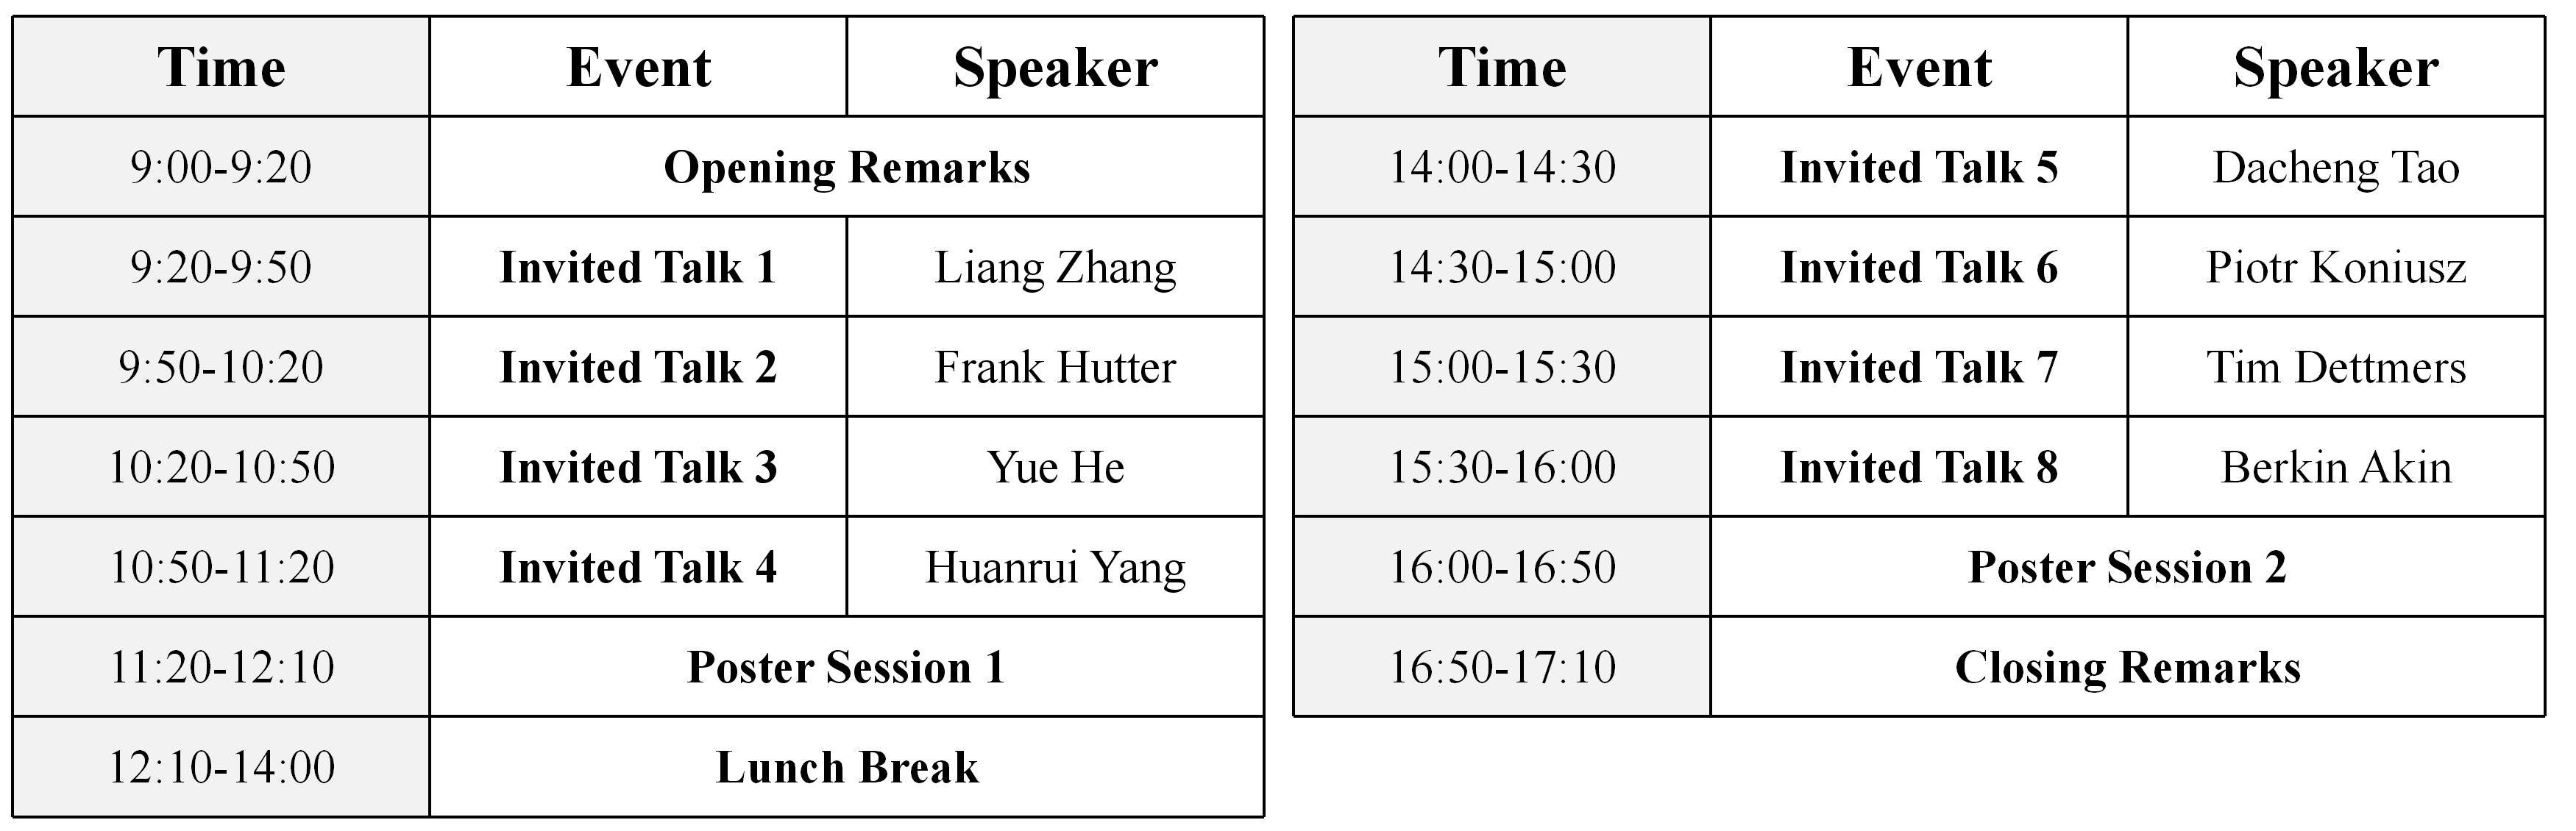 Time Event Speaker
9:00-9:20 Opening Remarks
9:20-9:50 Invited Talk 1 Liang Zhang
9:50-10:20 Invited Talk 2 Frank Hutter
10:20-10:50 Invited Talk 3 Yue He
10:50-11:20 Invited Talk 4 Huanrui Yang
11:20-12:10 Poster Session 1
12:10-14:00 Lunch Break
Time Event Speaker
14:00-14:30 Invited Talk 5 Dacheng Tao
14:30-15:00 Invited Talk 6 Piotr Koniusz
15:00-15:30 Invited Talk 7 Tim Dettmers
15:30-16:00 Invited Talk 8 Berkin Akin
16:00-16:50 Poster Session 2
16:50-17:10 Closing Remarks